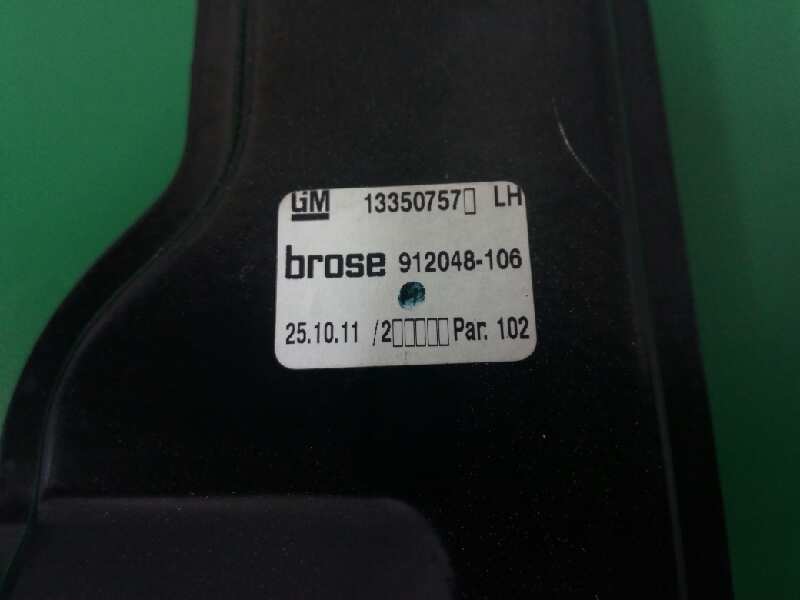 GM 13350757▯ LH
brose 912048-106
25.10.11 /2▯▯▯▯▯ Par. 102